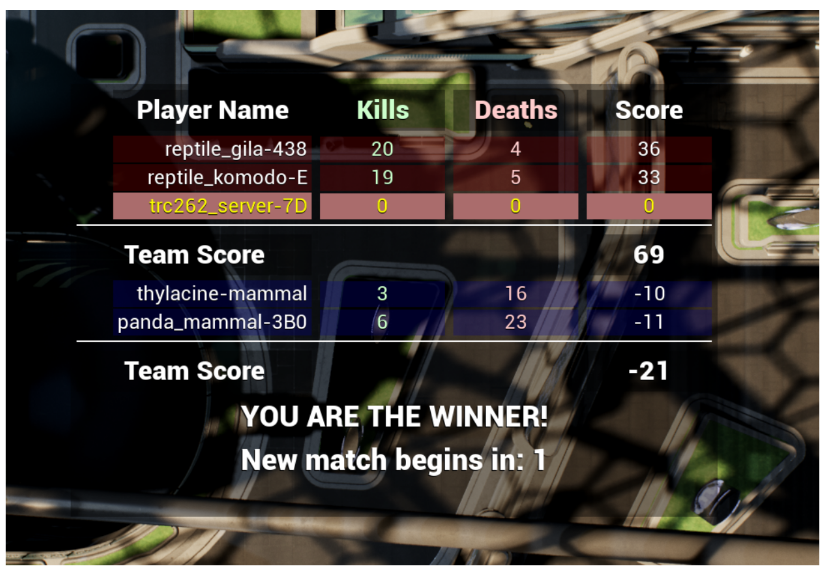 Player Name Kills Deaths Score
reptile_gila-438 20 4 36
reptile_komodo-E 19 5 33
trc262_server-7D 0 0 0
Team Score 69
thylacine-mammal 3 16 -10
panda_mammal-3B0 6 23 -11
Team Score -21
YOU ARE THE WINNER!
New match begins in: 1